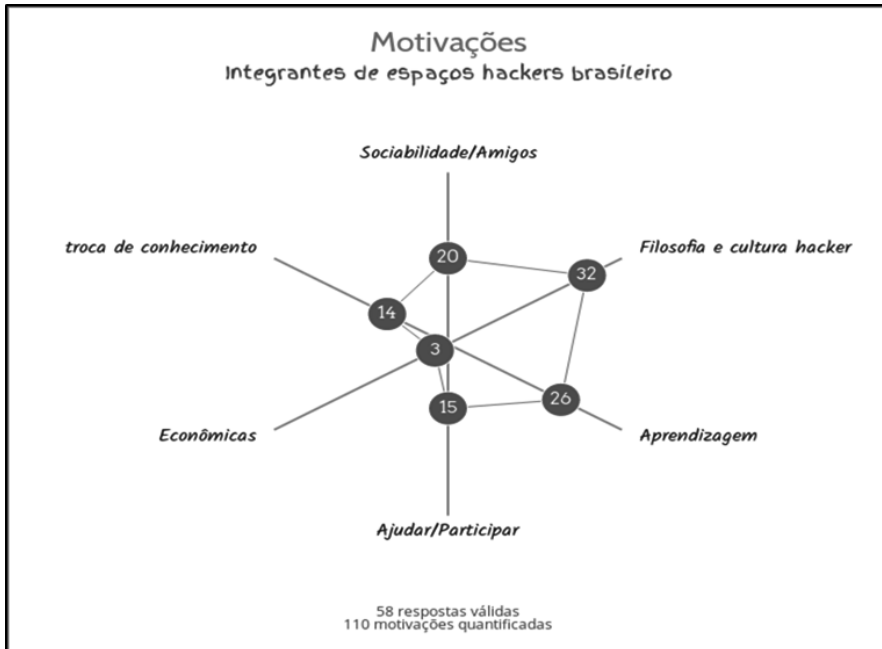 Motivações
Integrantes de espaços hackers brasileiro
Sociabilidade/Amigos
troca de conhecimento
Filosofia e cultura hacker
20
32
14
3
26
15
Econômicas
Aprendizagem
Ajudar/Participar
58 respostas válidas
110 motivações quantificadas